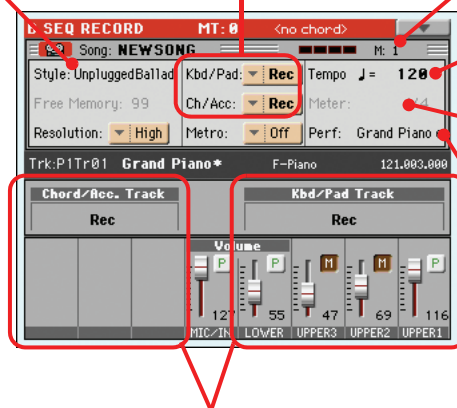 SEQ RECORD MT: 0 <no chord>
Song: NEWSONG M: 1
Style: UnpluggedBallad Kbd/Pad: Rec Tempo ♩= 120
Free Memory: 99 Ch/Acc: Rec Meter: /4
Resolution: High Metro: Off Perf: Grand Piano
Trk:P1Tr01 Grand Piano* F-Piano 121.003.000
Chord/Acc. Track Kbd/Pad Track
Rec Rec
Volume
P P M M P
127 55 47 69 116
MIC/IN LOWER UPPER3 UPPER2 UPPER1